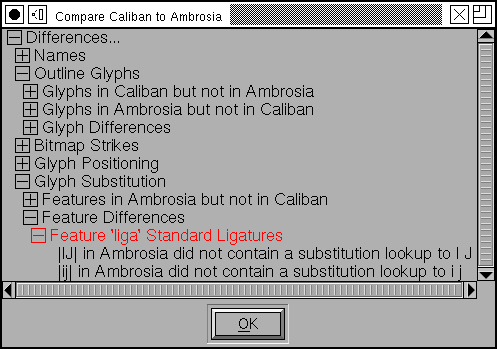 Compare Caliban to Ambrosia
Differences...
Names
Outline Glyphs
Glyphs in Caliban but not in Ambrosia
Glyphs in Ambrosia but not in Caliban
Glyph Differences
Bitmap Strikes
Glyph Positioning
Glyph Substitution
Features in Ambrosia but not in Caliban
Feature Differences
Feature 'liga' Standard Ligatures
|IJ| in Ambrosia did not contain a substitution lookup to I J
|ij| in Ambrosia did not contain a substitution lookup to i j
OK